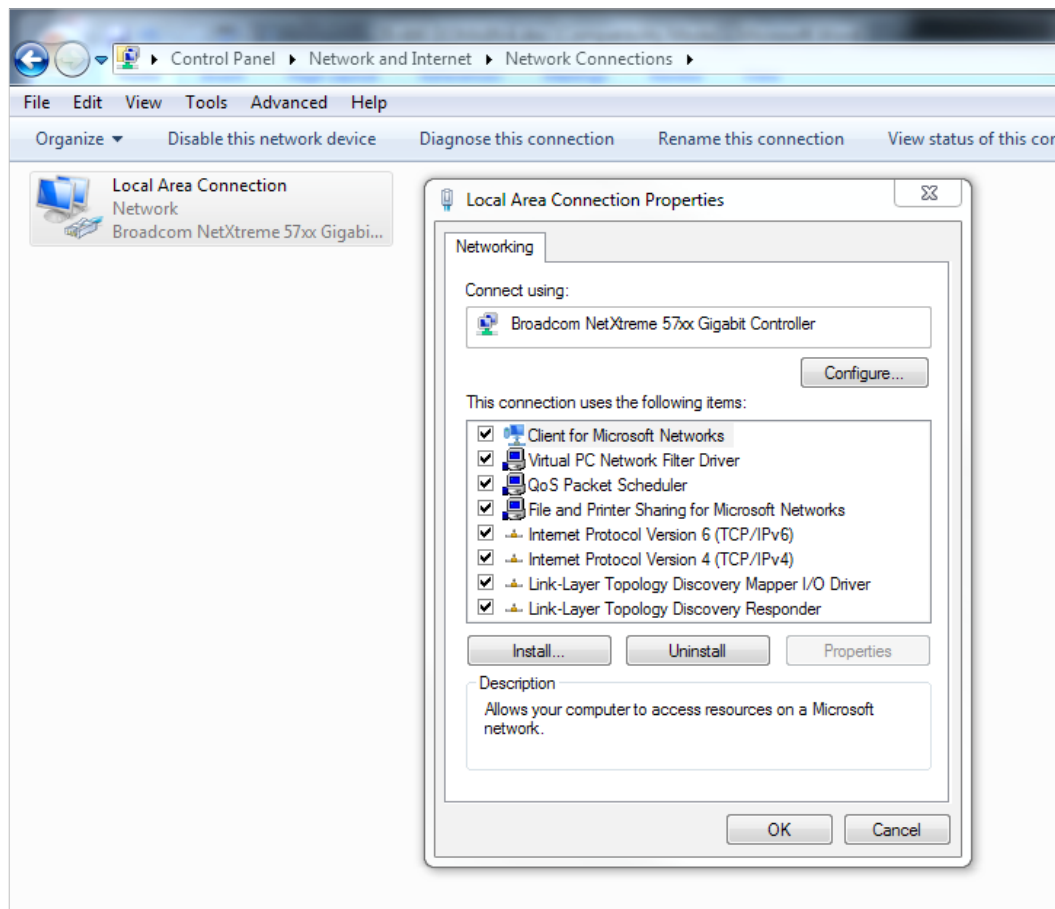 Control Panel Network and Internet Network Connections
File Edit View Tools Advanced Help
Organize Disable this network device Diagnose this connection Rename this connection View status of this
Local Area Connection
Network
Broadcom NetXtreme 57xx Gigabi...
Local Area Connection Properties
Networking
Connect using:
Broadcom NetXtreme 57xx Gigabit Controller
Configure...
This connection uses the following items:
Client for Microsoft Networks
Virtual PC Network Filter Driver
QoS Packet Scheduler
File and Printer Sharing for Microsoft Networks
Internet Protocol Version 6 (TCP/IPv6)
Internet Protocol Version 4 (TCP/IPv4)
Link-Layer Topology Discovery Mapper I/O Driver
Link-Layer Topology Discovery Responder
Install... Uninstall Properties
Description
Allows your computer to access resources on a Microsoft
network.
OK Cancel